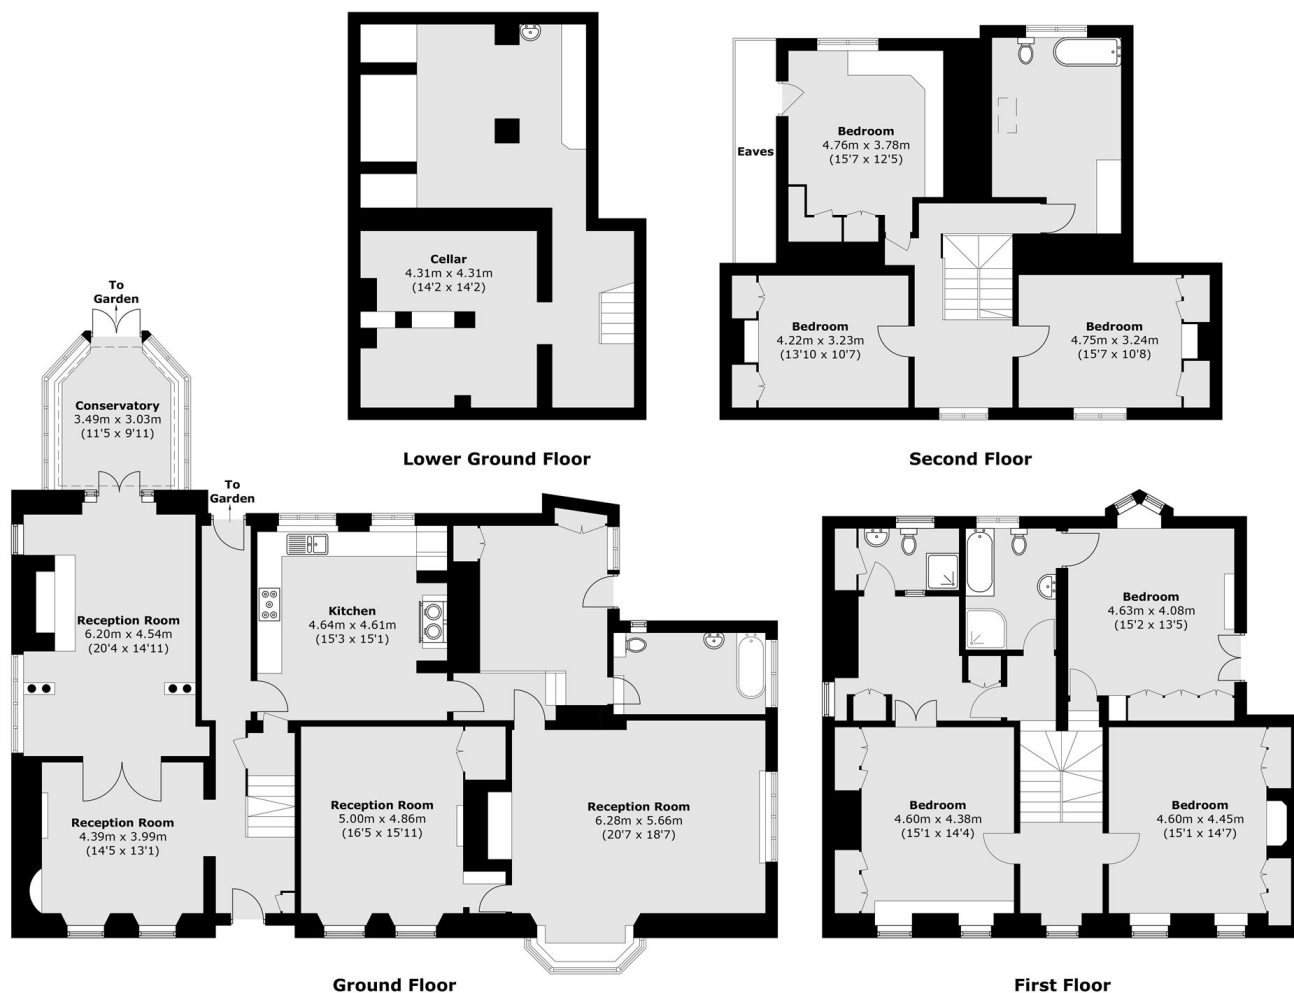 Cellar
4.31m x 4.31m
(14'2 x 14'2)
Lower Ground Floor
Eaves
Bedroom
4.76m x 3.78m
(15'7 x 12'5)
Bedroom
4.22m x 3.23m
(13'10 x 10'7)
Bedroom
4.75m x 3.24m
(15'7 x 10'8)
Second Floor
To
Garden
Conservatory
3.49m x 3.03m
(11'5 x 9'11)
To
Garden
Reception Room
6.20m x 4.54m
(20'4 x 14'11)
Kitchen
4.64m x 4.61m
(15'3 x 15'1)
Reception Room
4.39m x 3.99m
(14'5 x 13'1)
Reception Room
5.00m x 4.86m
(16'5 x 15'11)
Reception Room
6.28m x 5.66m
(20'7 x 18'7)
Ground Floor
Bedroom
4.63m x 4.08m
(15'2 x 13'5)
Bedroom
4.60m x 4.38m
(15'1 x 14'4)
Bedroom
4.60m x 4.45m
(15'1 x 14'7)
First Floor